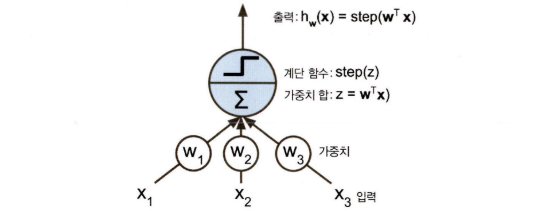 출력: h_w(x) = step(w^T x)
계단 함수: step(z)
Σ
가중치 합: z = w^T x)
w_1 w_2 w_3 가중치
x_1 x_2 x_3 입력